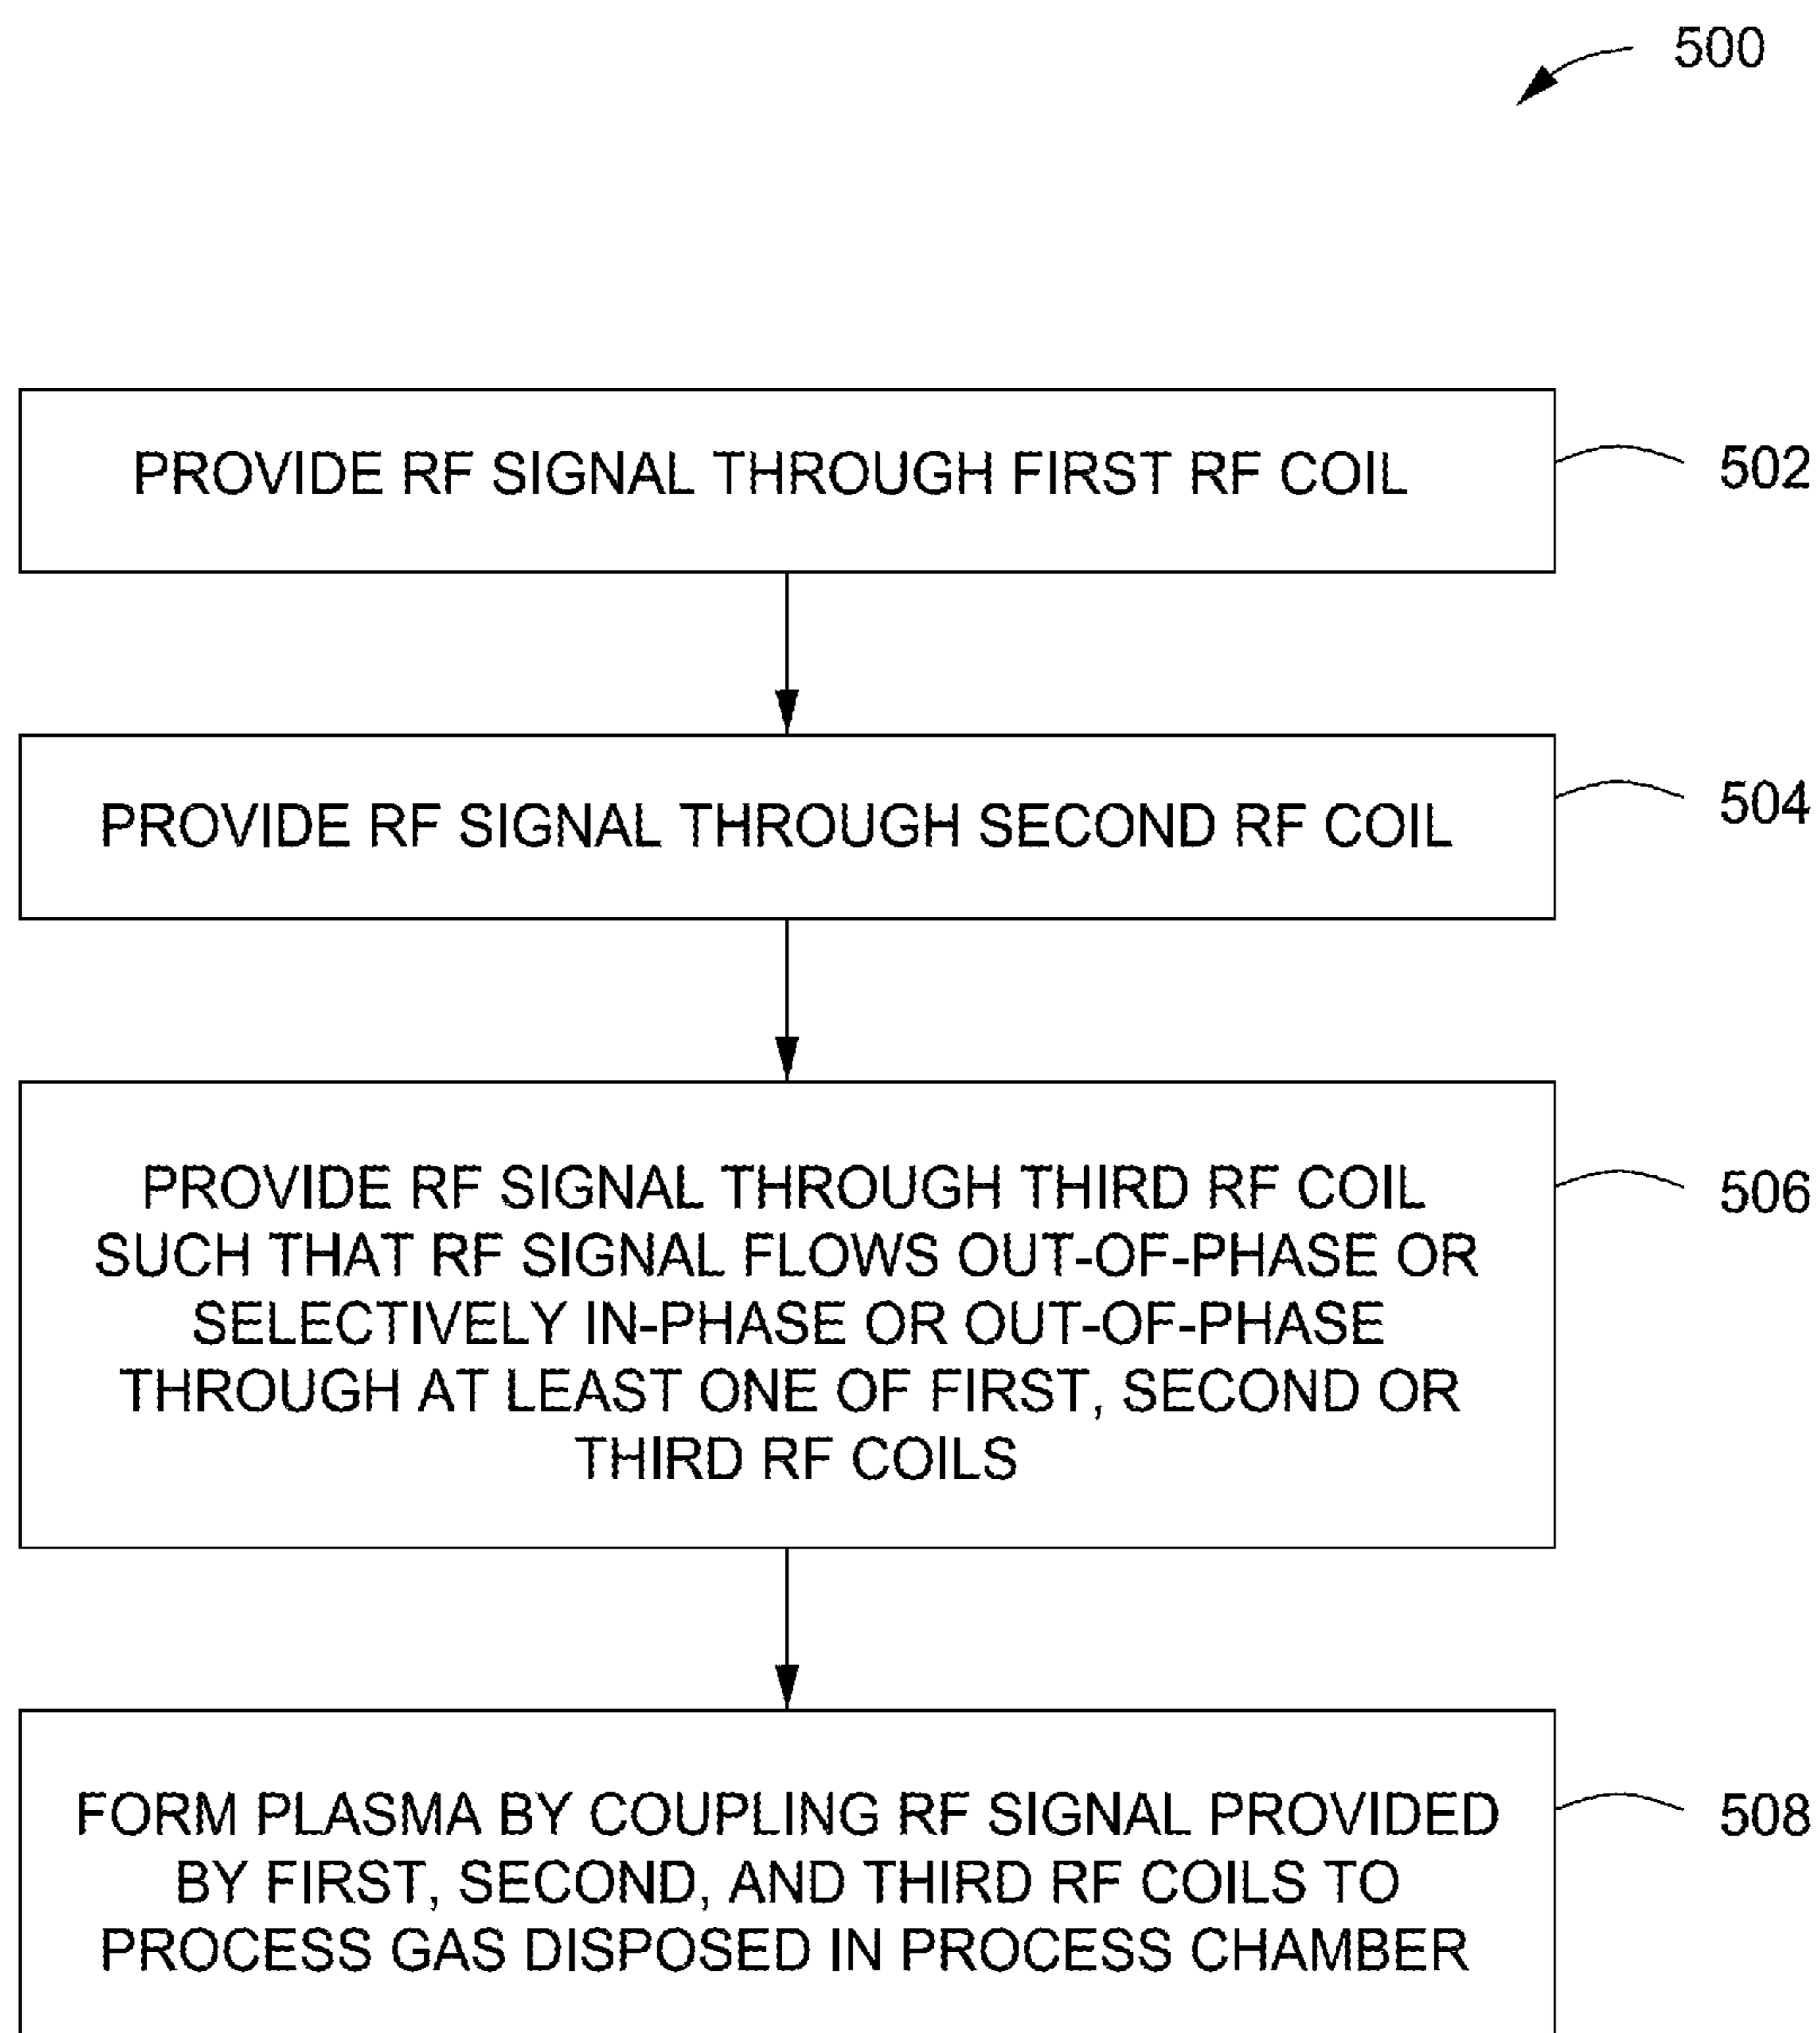 500
PROVIDE RF SIGNAL THROUGH FIRST RF COIL
502
PROVIDE RF SIGNAL THROUGH SECOND RF COIL
504
PROVIDE RF SIGNAL THROUGH THIRD RF COIL
SUCH THAT RF SIGNAL FLOWS OUT-OF-PHASE OR
SELECTIVELY IN-PHASE OR OUT-OF-PHASE
THROUGH AT LEAST ONE OF FIRST, SECOND OR
THIRD RF COILS
506
FORM PLASMA BY COUPLING RF SIGNAL PROVIDED
BY FIRST, SECOND, AND THIRD RF COILS TO
PROCESS GAS DISPOSED IN PROCESS CHAMBER
508